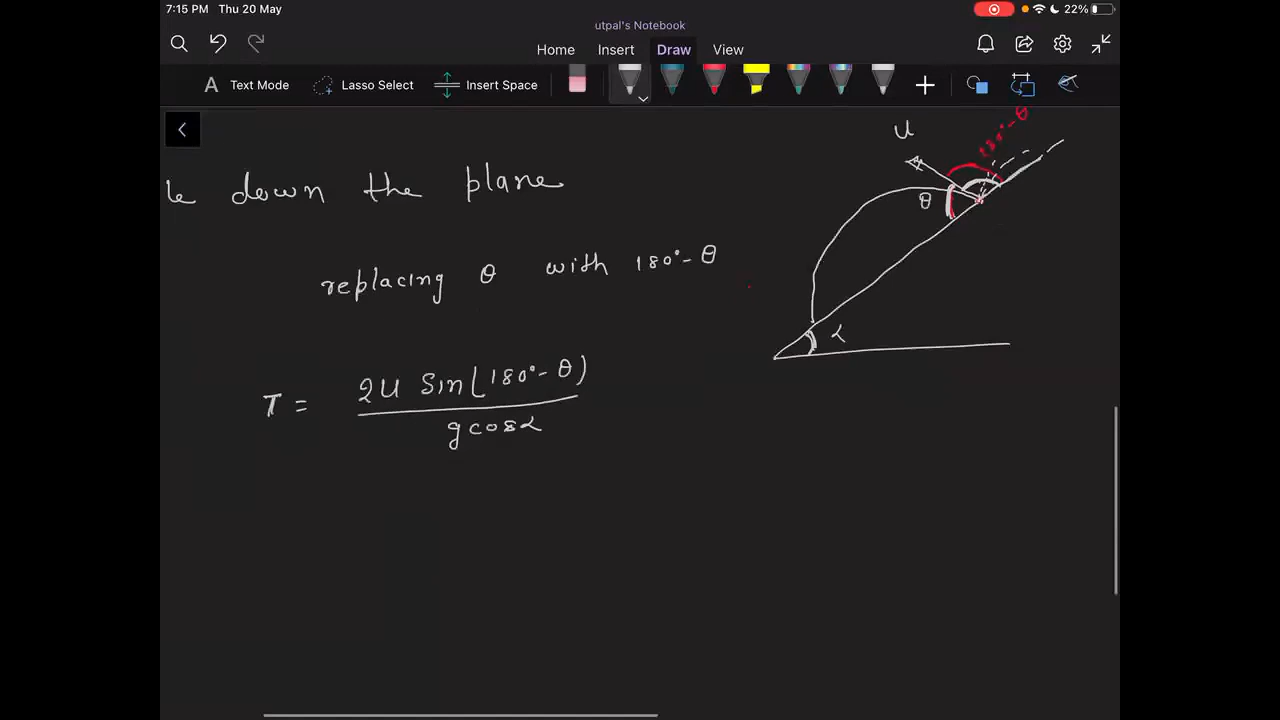 7:15 PM Thu 20 May
22%
utpal's Notebook
Home Insert Draw View
Text Mode Lasso Select Insert Space
u
180°-θ
le down the plane
θ
replacing θ with 180°-θ
α
T = 2u Sin(180°-θ)
gcosα